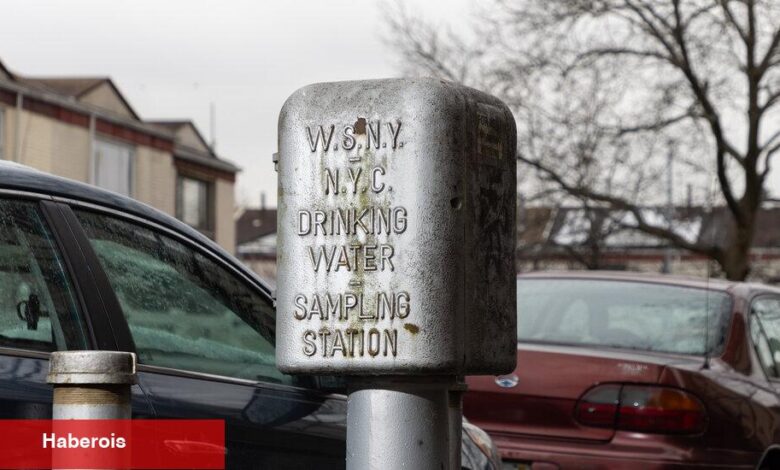 W.S.N.Y.
N.Y.C.
DRINKING
WATER
SAMPLING
STATION
Haberois